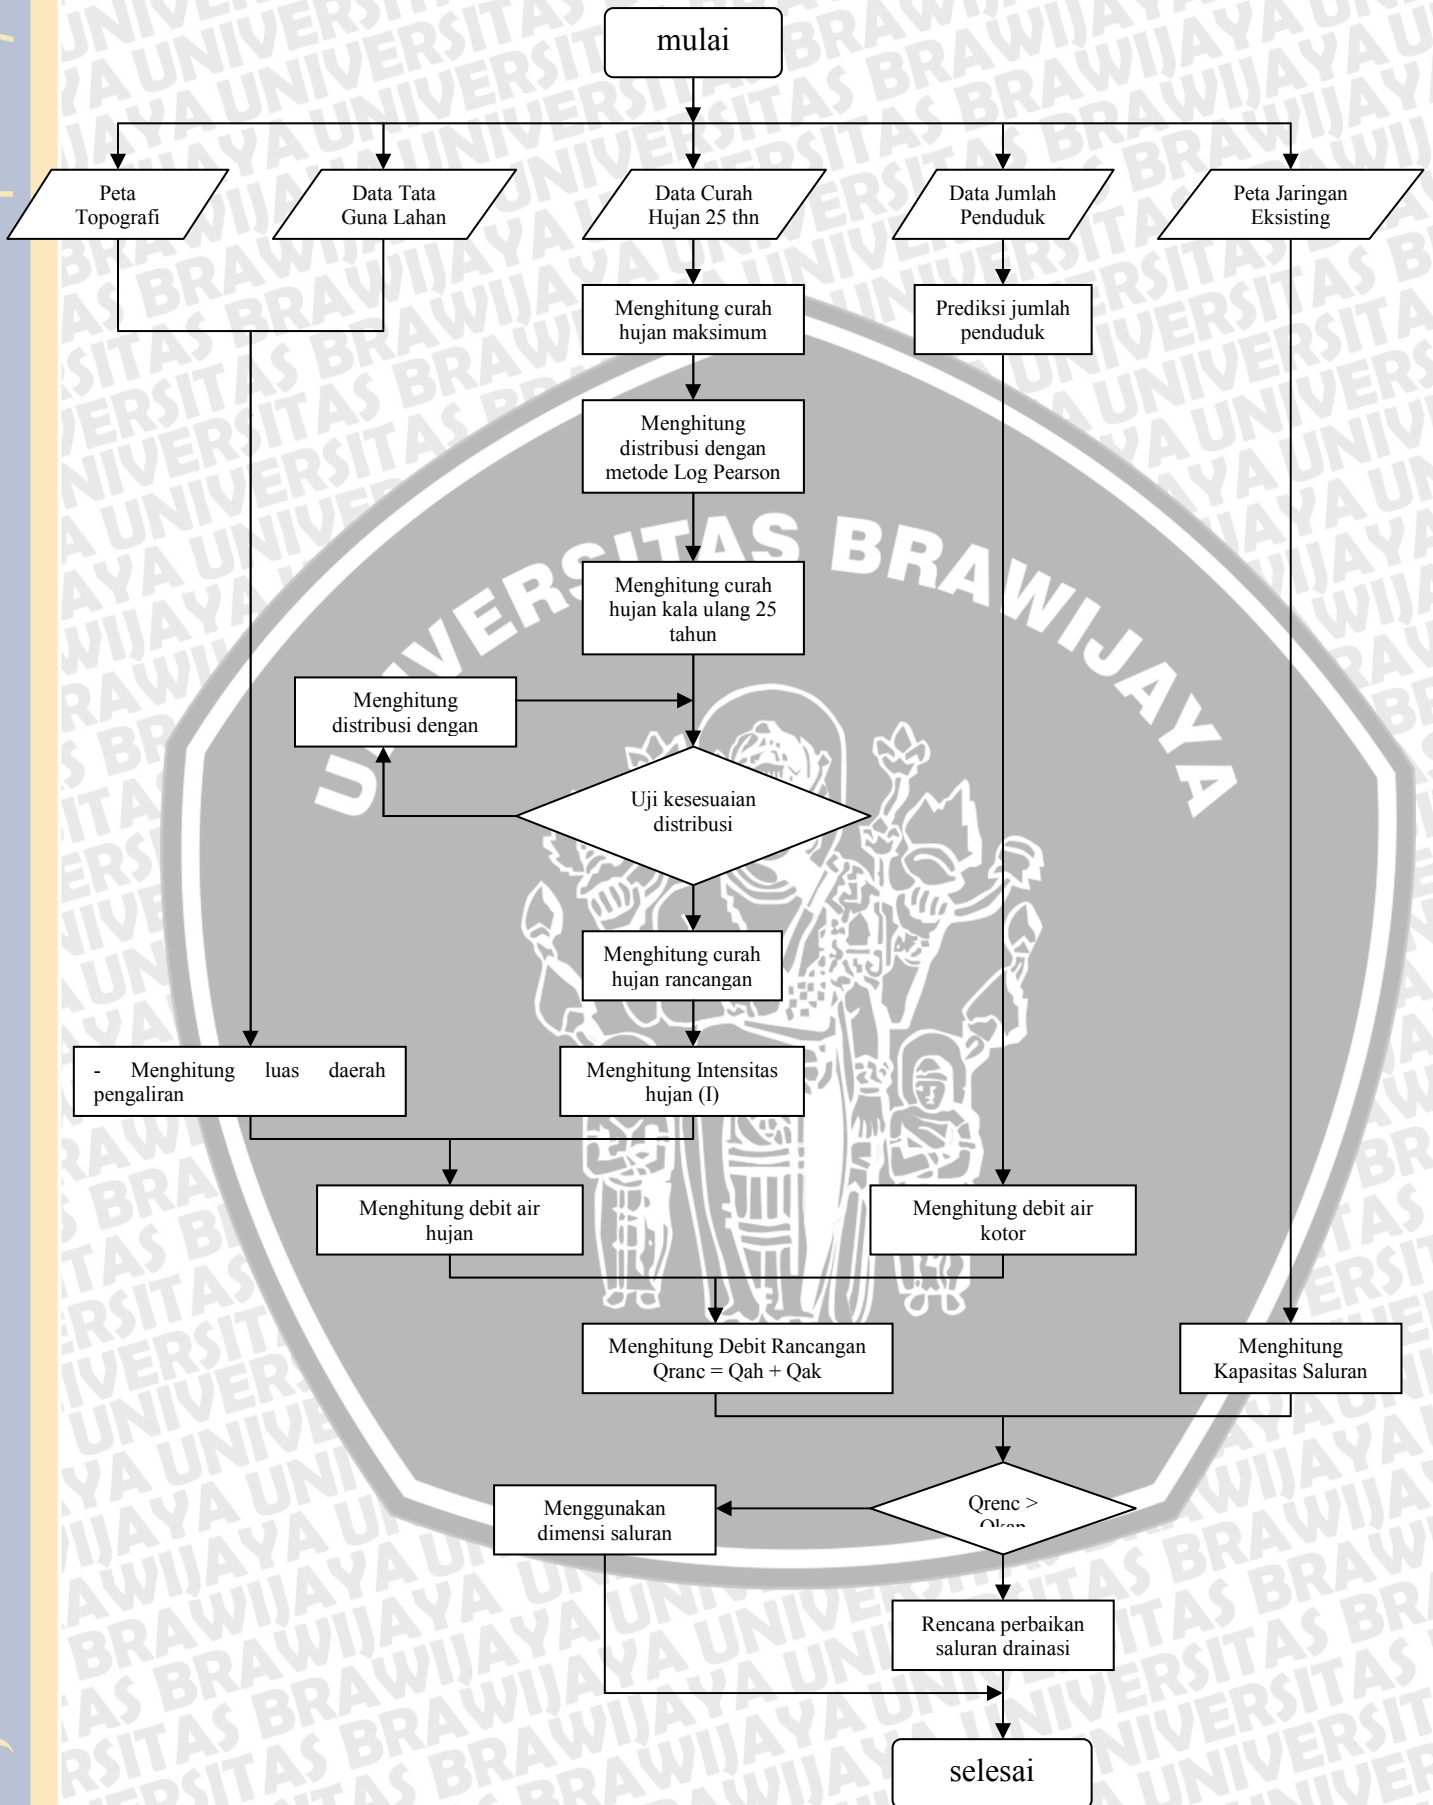 mulai
Peta
Topografi
Data Tata
Guna Lahan
Data Curah
Hujan 25 thn
Data Jumlah
Penduduk
Peta Jaringan
Eksisting
Menghitung curah
hujan maksimum
Prediksi jumlah
penduduk
Menghitung
distribusi dengan
metode Log Pearson
UNIVERSITAS BRAWIJAYA
Menghitung curah
hujan kala ulang 25
tahun
Menghitung
distribusi dengan
Uji kesesuaian
distribusi
Menghitung curah
hujan rancangan
- Menghitung luas daerah
pengaliran
Menghitung Intensitas
hujan (I)
Menghitung debit air
hujan
Menghitung debit air
kotor
Menghitung Debit Rancangan
Qranc = Qah + Qak
Menghitung
Kapasitas Saluran
Qrenc >
Qkap
Menggunakan
dimensi saluran
Rencana perbaikan
saluran drainasi
selesai